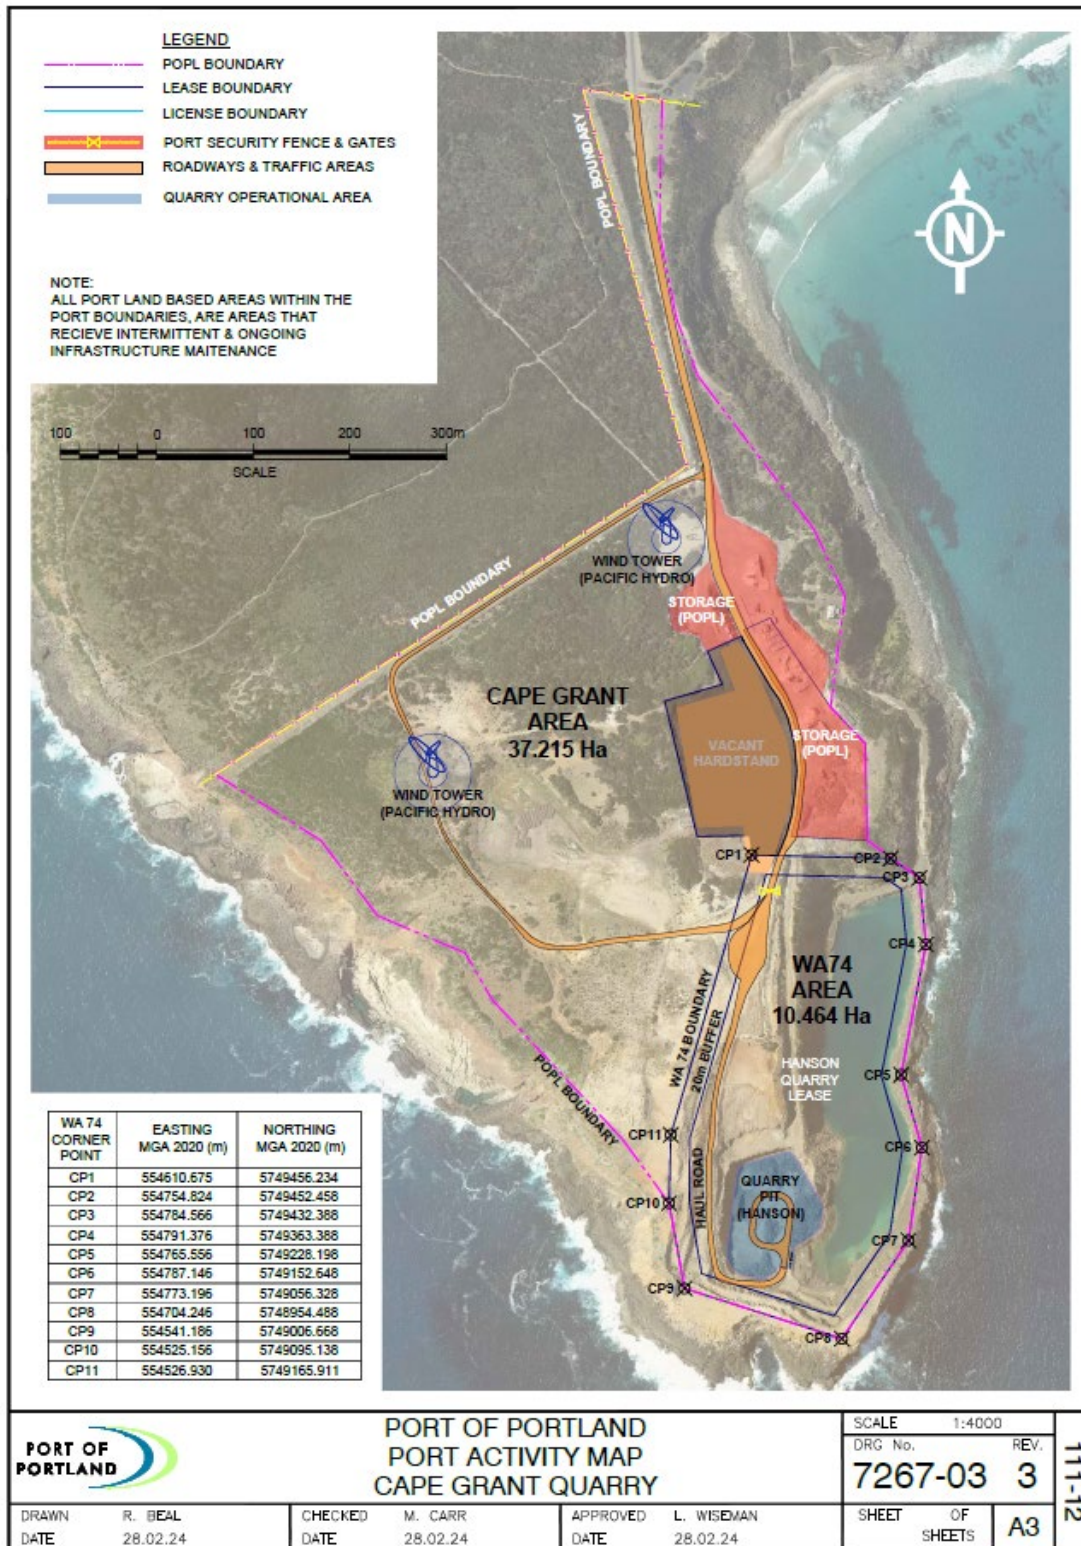 LEGEND
POPL BOUNDARY
LEASE BOUNDARY
LICENSE BOUNDARY
PORT SECURITY FENCE & GATES
ROADWAYS & TRAFFIC AREAS
QUARRY OPERATIONAL AREA
NOTE:
ALL PORT LAND BASED AREAS WITHIN THE
PORT BOUNDARIES, ARE AREAS THAT
RECIEVE INTERMITTENT & ONGOING
INFRASTRUCTURE MAITENANCE
100 0 100 200 300m
SCALE
N
POPL BOUNDARY
POPL BOUNDARY
WIND TOWER
(PACIFIC HYDRO)
STORAGE
(POPL)
CAPE GRANT
AREA
37.215 Ha
VACANT
HARDSTAND
STORAGE
(POPL)
WIND TOWER
(PACIFIC HYDRO)
CP1
CP2
CP3
CP4
WA74
AREA
10.464 Ha
WA 74 BOUNDARY
20m BUFFER
HANSON
QUARRY
LEASE
CP5
POPL BOUNDARY
CP11
CP6
HAUL ROAD
QUARRY
PIT
(HANSON)
CP10
CP7
CP9
CP8
WA 74 CORNER POINT EASTING MGA 2020 (m) NORTHING MGA 2020 (m)
CP1 554610.675 5749456.234
CP2 554754.824 5749452.458
CP3 554784.566 5749432.388
CP4 554791.376 5749363.388
CP5 554765.556 5749228.198
CP6 554787.146 5749152.648
CP7 554773.196 5749056.328
CP8 554704.246 5748954.488
CP9 554541.186 5749006.668
CP10 554525.156 5749095.138
CP11 554526.930 5749165.911
PORT OF
PORTLAND
PORT OF PORTLAND
PORT ACTIVITY MAP
CAPE GRANT QUARRY
SCALE 1:4000
DRG No. REV.
7267-03 3
111-12
DRAWN R. BEAL
DATE 28.02.24
CHECKED M. CARR
DATE 28.02.24
APPROVED L. WISEMAN
DATE 28.02.24
SHEET OF
SHEETS
A3